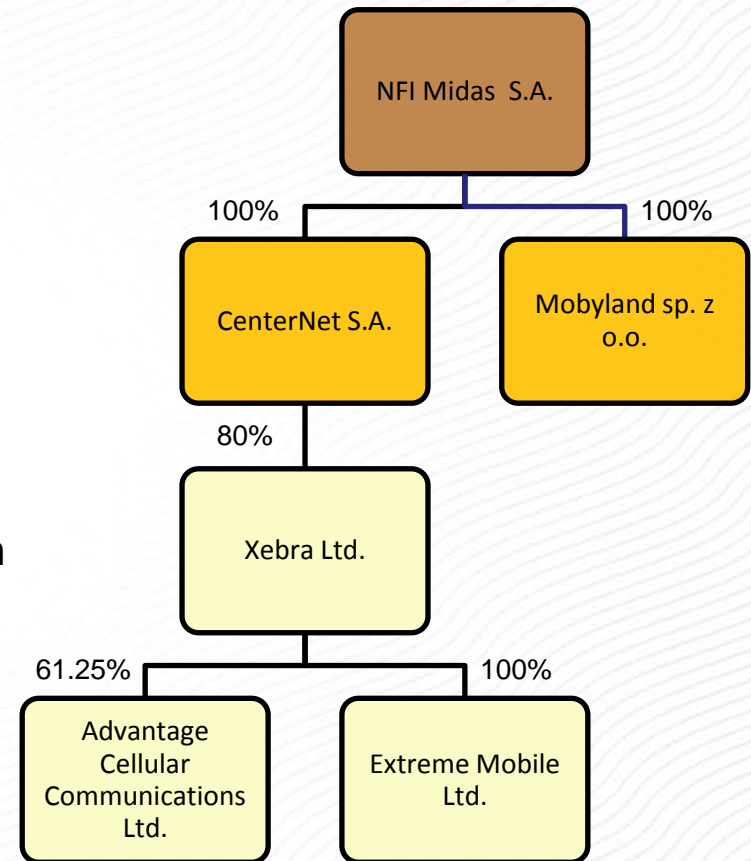 NFI Midas S.A.
100%
100%
CenterNet S.A.
Mobyland sp. z
o.o.
80%
Xebra Ltd.
61.25%
100%
Advantage
Cellular
Communications
Ltd.
Extreme Mobile
Ltd.